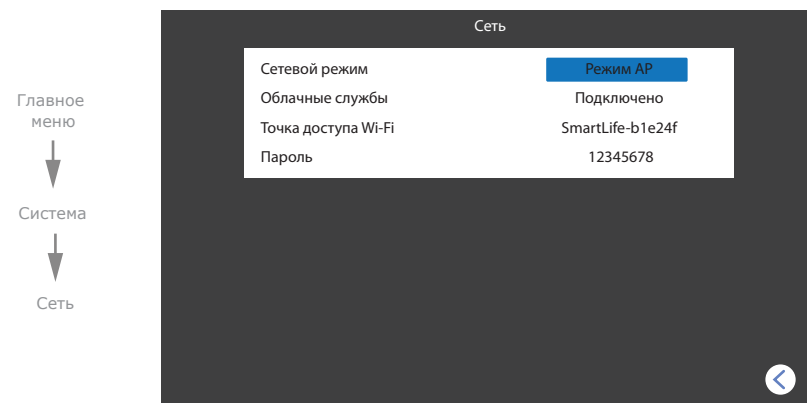 Главное
меню
Система
Сеть
Сеть
Сетевой режим Режим AP
Облачные службы Подключено
Точка доступа Wi-Fi SmartLife-b1e24f
Пароль 12345678